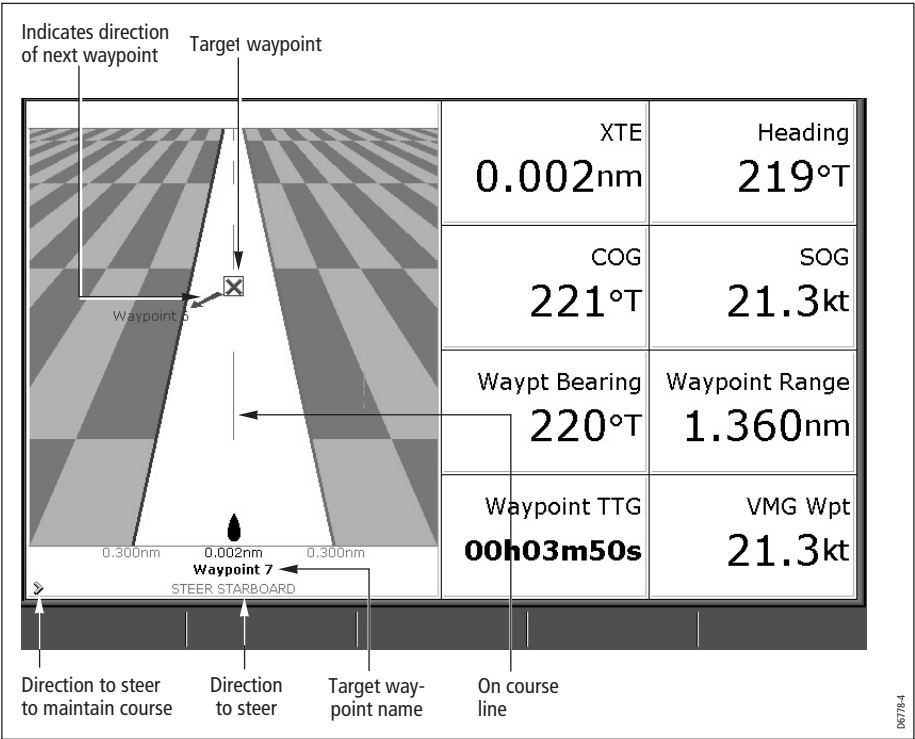 Indicates direction
of next waypoint
Target waypoint
XTE
0.002nm
Heading
219°T
COG
221°T
SOG
21.3kt
Waypoint 6
Waypt Bearing
220°T
Waypoint Range
1.360nm
Waypoint TTG
00h03m50s
VMG Wpt
21.3kt
0.300nm 0.002nm 0.300nm
Waypoint 7
STEER STARBOARD
Direction to steer
to maintain course
Direction
to steer
Target way-
point name
On course
line
D6778-4